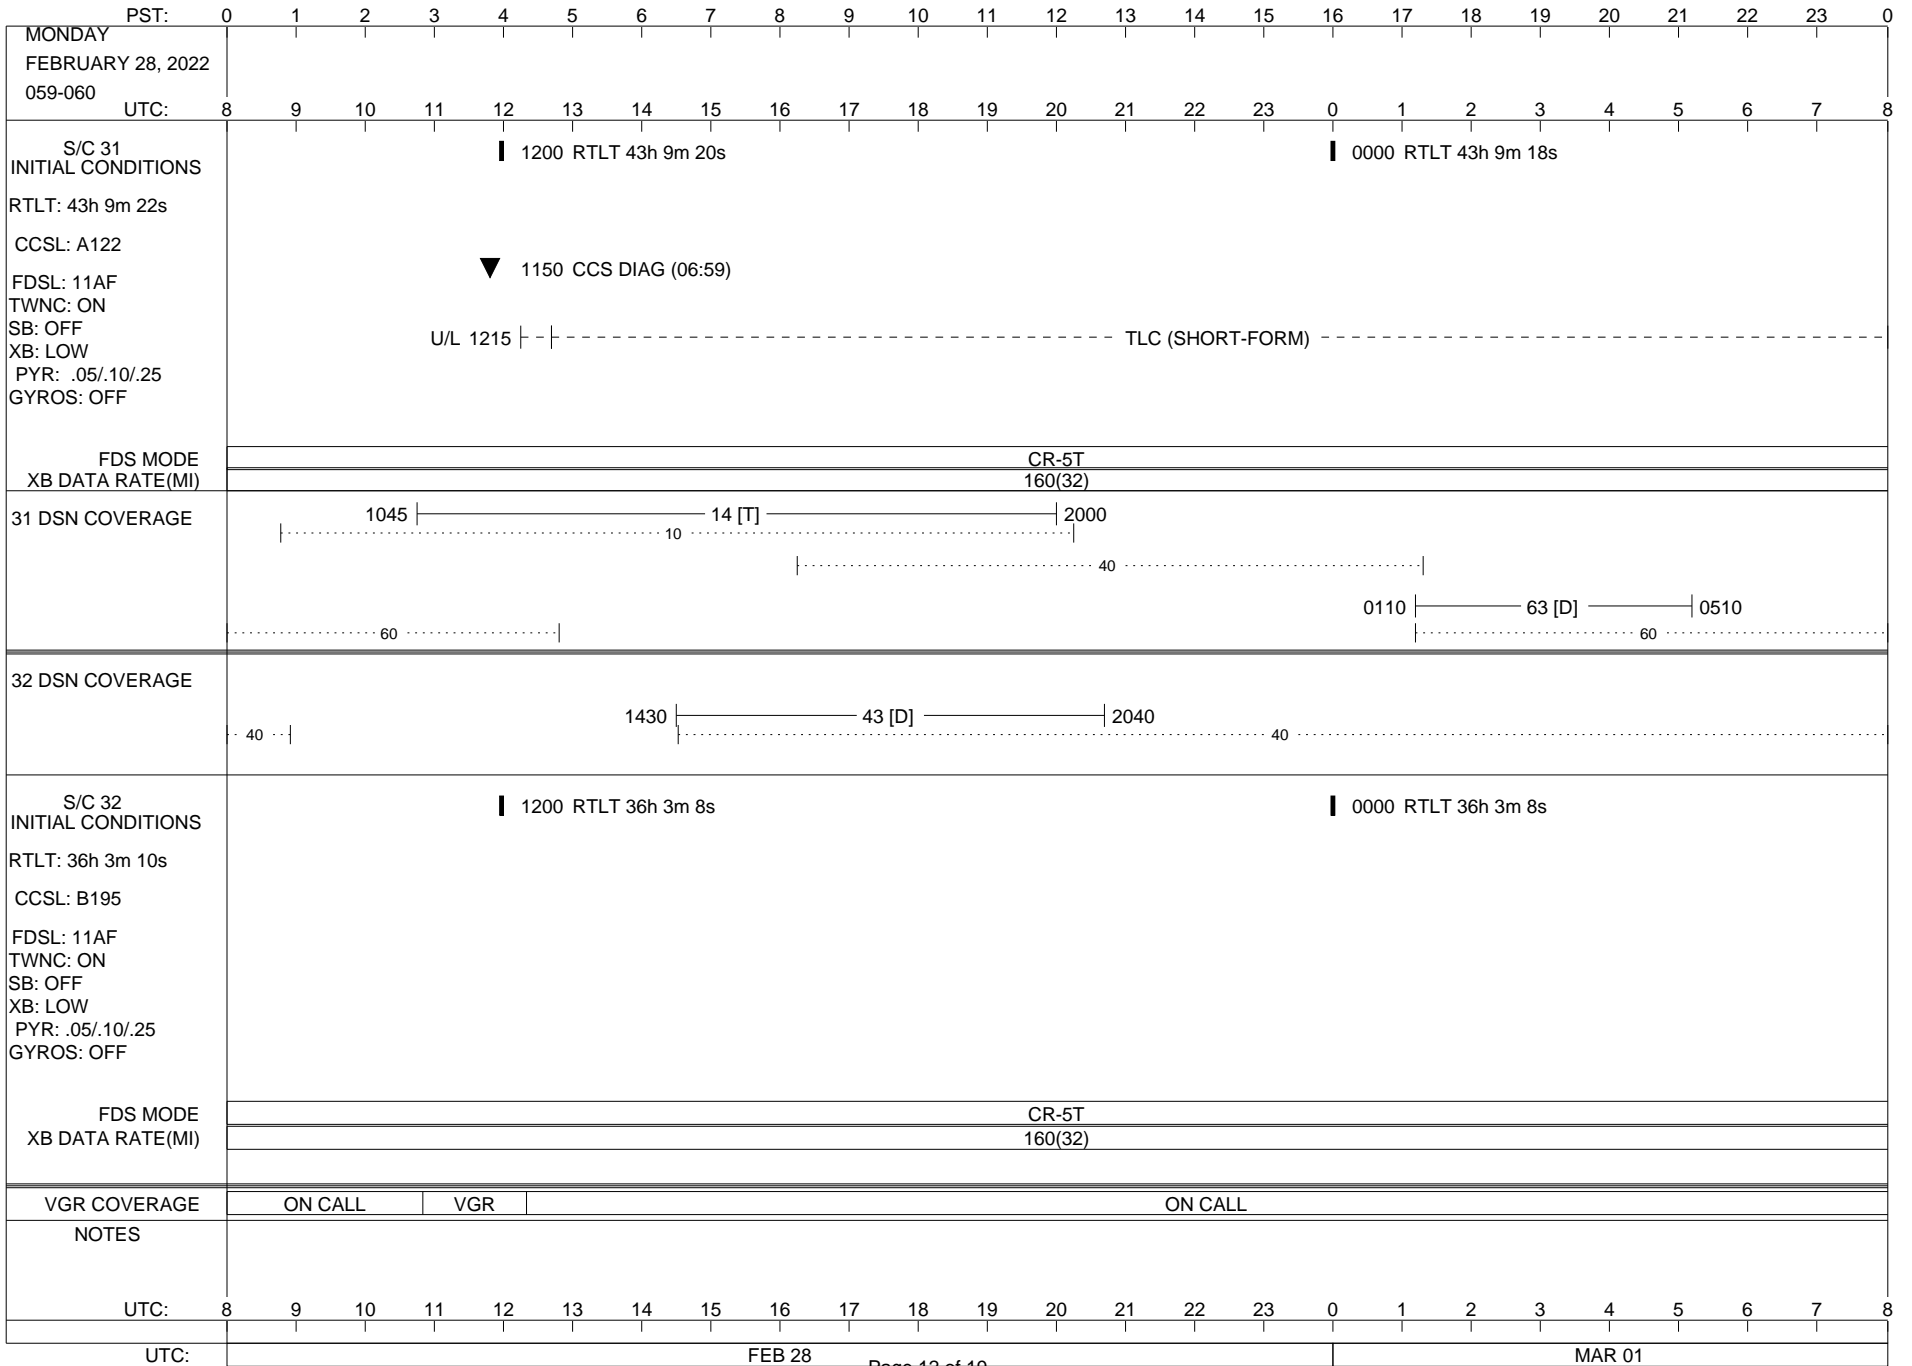 PST: 0 1 2 3 4 5 6 7 8 9 10 11 12 13 14 15 16 17 18 19 20 21 22 23 0
MONDAY
FEBRUARY 28, 2022
059-060
UTC: 8 9 10 11 12 13 14 15 16 17 18 19 20 21 22 23 0 1 2 3 4 5 6 7 8
S/C 31
INITIAL CONDITIONS
1200 RTLT 43h 9m 20s
0000 RTLT 43h 9m 18s
RTLT: 43h 9m 22s
CCSL: A122
1150 CCS DIAG (06:59)
FDSL: 11AF
TWNC: ON
SB: OFF
U/L 1215
TLC (SHORT-FORM)
XB: LOW
PYR: .05/.10/.25
GYROS: OFF
FDS MODE
CR-5T
XB DATA RATE(MI)
160(32)
31 DSN COVERAGE
1045 14 [T] 2000
10
40
0110 63 [D] 0510
60 60
32 DSN COVERAGE
1430 43 [D] 2040
40 40
S/C 32
INITIAL CONDITIONS
1200 RTLT 36h 3m 8s
0000 RTLT 36h 3m 8s
RTLT: 36h 3m 10s
CCSL: B195
FDSL: 11AF
TWNC: ON
SB: OFF
XB: LOW
PYR: .05/.10/.25
GYROS: OFF
FDS MODE
CR-5T
XB DATA RATE(MI)
160(32)
VGR COVERAGE
ON CALL VGR ON CALL
NOTES
UTC: 8 9 10 11 12 13 14 15 16 17 18 19 20 21 22 23 0 1 2 3 4 5 6 7 8
UTC: FEB 28 MAR 01
Page 12 of 19